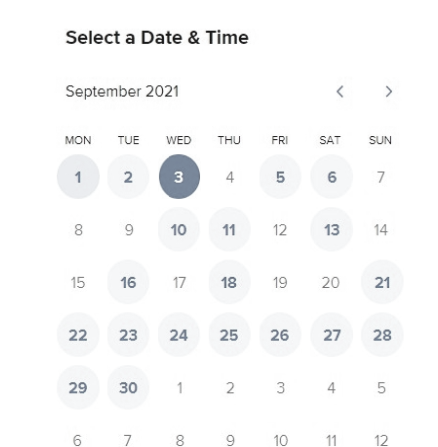 Select a Date & Time
September 2021
MON TUE WED THU FRI SAT SUN
1 2 3 4 5 6 7
8 9 10 11 12 13 14
15 16 17 18 19 20 21
22 23 24 25 26 27 28
29 30 1 2 3 4 5
6 7 8 9 10 11 12